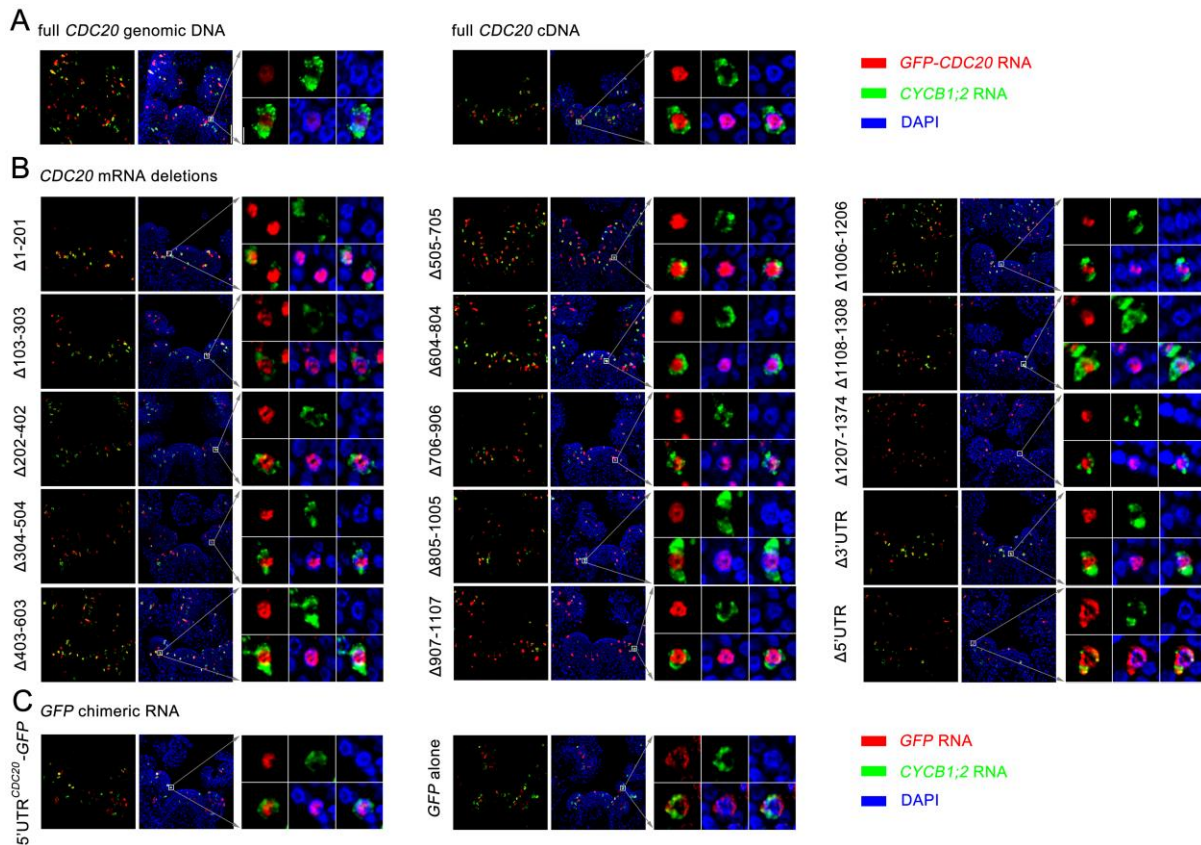 A
full CDC20 genomic DNA
full CDC20 cDNA
GFP-CDC20 RNA
CYCB1;2 RNA
DAPI
B
CDC20 mRNA deletions
Δ1-201
Δ103-303
Δ202-402
Δ304-504
Δ403-603
Δ505-705
Δ604-804
Δ706-906
Δ805-1005
Δ907-1107
Δ1006-1206
Δ1108-1308
Δ1207-1374
Δ3'UTR
Δ5'UTR
C
GFP chimeric RNA
5'UTR^CDC20-GFP
GFP alone
GFP RNA
CYCB1;2 RNA
DAPI